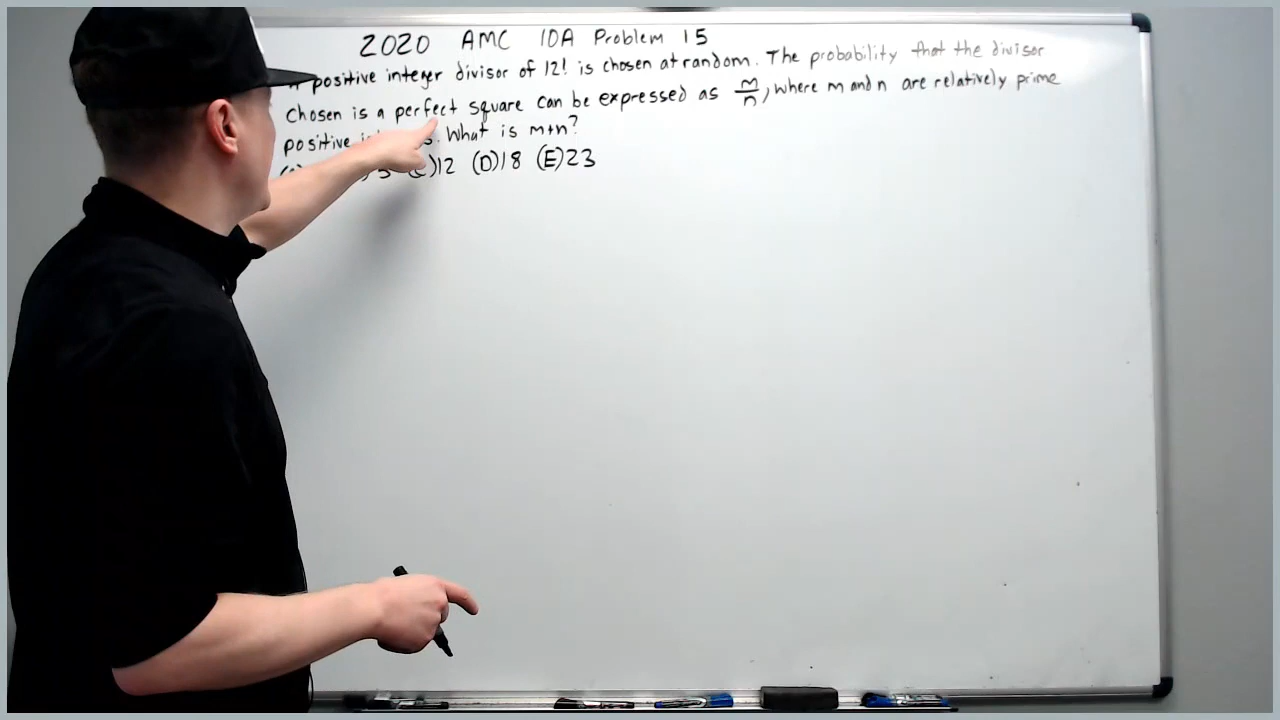 2020 AMC 10A Problem 15
positive integer divisor of 12! is chosen at random. The probability that the divisor
Chosen is a perfect square can be expressed as m/n, where m and n are relatively prime
positive . What is m+n?
12 (D)18 (E)23